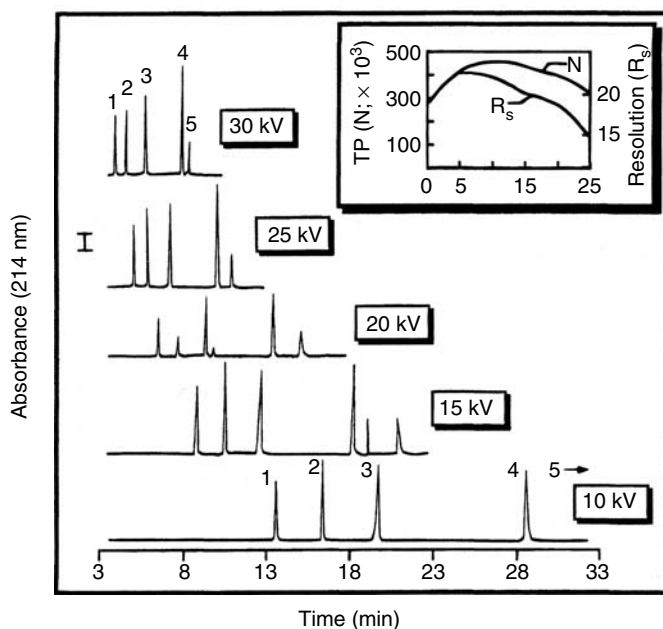 4
3
2
1
5
30 kV
500
300
100
TP (N; × 10³)
N
Rs
20
15
Resolution (Rs)
0 5 15 25
25 kV
20 kV
15 kV
1 2 3 4 5
10 kV
Absorbance (214 nm)
3 8 13 18 23 28 33
Time (min)